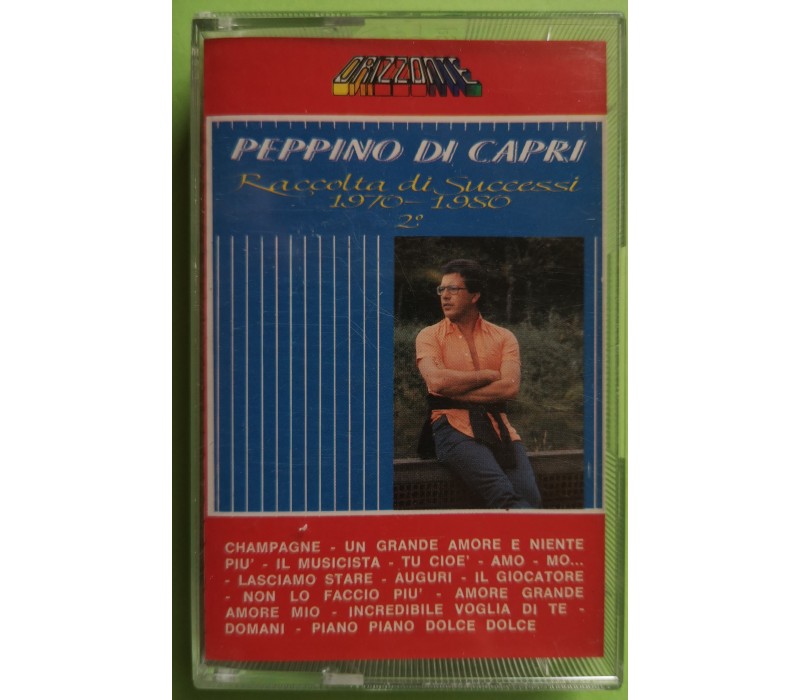 ORIZZONTE
PEPPINO DI CAPRI
Raccolta di Successi
1970-1980
2°
CHAMPAGNE - UN GRANDE AMORE E NIENTE
PIU' - IL MUSICISTA - TU CIOE' - AMO - MO...
- LASCIAMO STARE - AUGURI - IL GIOCATORE
- NON LO FACCIO PIU' - AMORE GRANDE
AMORE MIO - INCREDIBILE VOGLIA DI TE -
DOMANI - PIANO PIANO DOLCE DOLCE